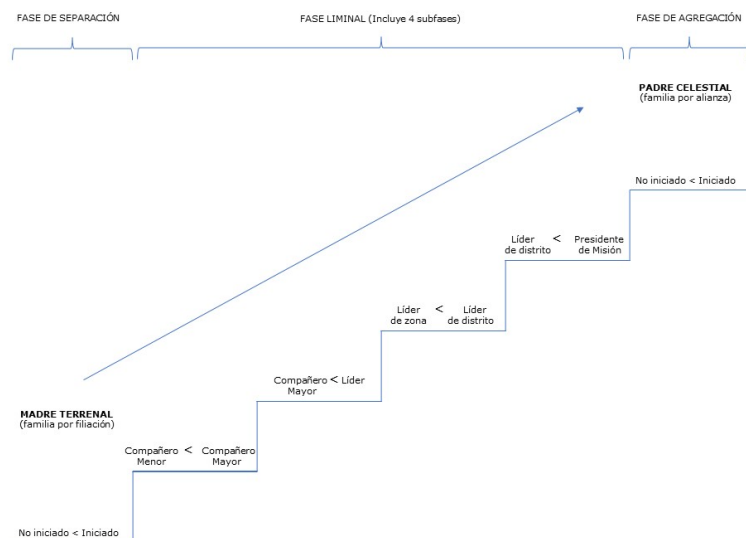 FASE DE SEPARACIÓN
FASE LIMINAL (Incluye 4 subfases)
FASE DE AGREGACIÓN
PADRE CELESTIAL
(familia por alianza)
No iniciado < Iniciado
Líder < Presidente
de distrito de Misión
Líder < Líder
de zona de distrito
Compañero < Líder
Mayor
MADRE TERRENAL
(familia por filiación)
Compañero < Compañero
Menor Mayor
No iniciado < Iniciado